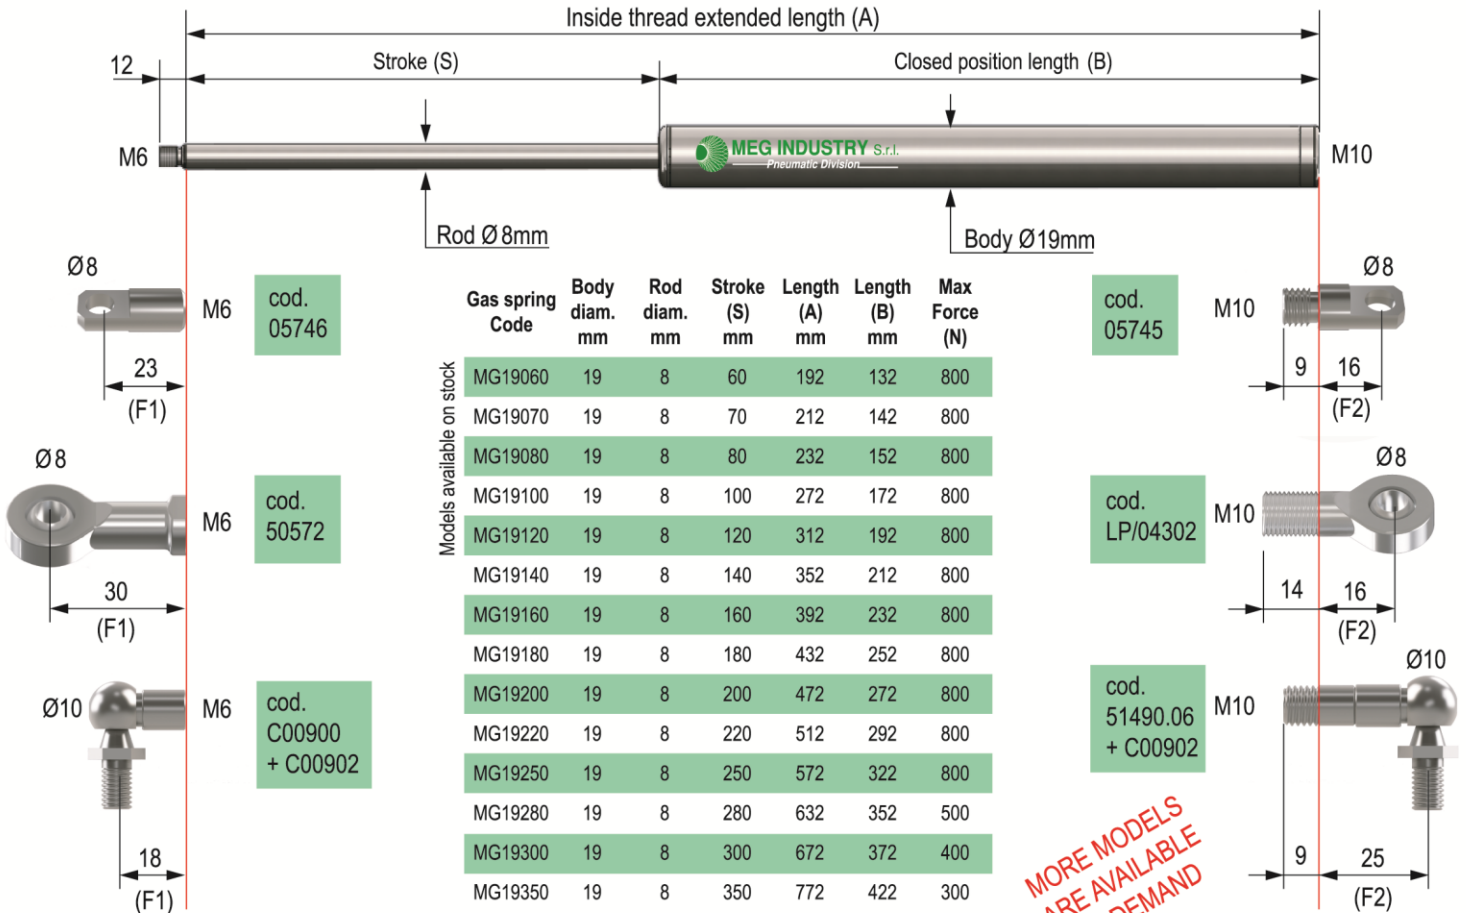 Inside thread extended length (A)
12
Stroke (S)
Closed position length (B)
M6
MEG INDUSTRY S.r.l.
Pneumatic Division
M10
Rod Ø 8mm
Body Ø19mm
Ø8
M6
cod.
05746
23
(F1)
Ø8
M6
cod.
50572
30
(F1)
Ø10
M6
cod.
C00900
+ C00902
18
(F1)
Models available on stock
Gas spring Code Body diam. mm Rod diam. mm Stroke (S) mm Length (A) mm Length (B) mm Max Force (N)
MG19060 19 8 60 192 132 800
MG19070 19 8 70 212 142 800
MG19080 19 8 80 232 152 800
MG19100 19 8 100 272 172 800
MG19120 19 8 120 312 192 800
MG19140 19 8 140 352 212 800
MG19160 19 8 160 392 232 800
MG19180 19 8 180 432 252 800
MG19200 19 8 200 472 272 800
MG19220 19 8 220 512 292 800
MG19250 19 8 250 572 322 800
MG19280 19 8 280 632 352 500
MG19300 19 8 300 672 372 400
MG19350 19 8 350 772 422 300
cod.
05745
M10
Ø8
9
16
(F2)
cod.
LP/04302
M10
Ø8
14
16
(F2)
cod.
51490.06
+ C00902
M10
Ø10
9
25
(F2)
MORE MODELS
ARE AVAILABLE
DEMAND